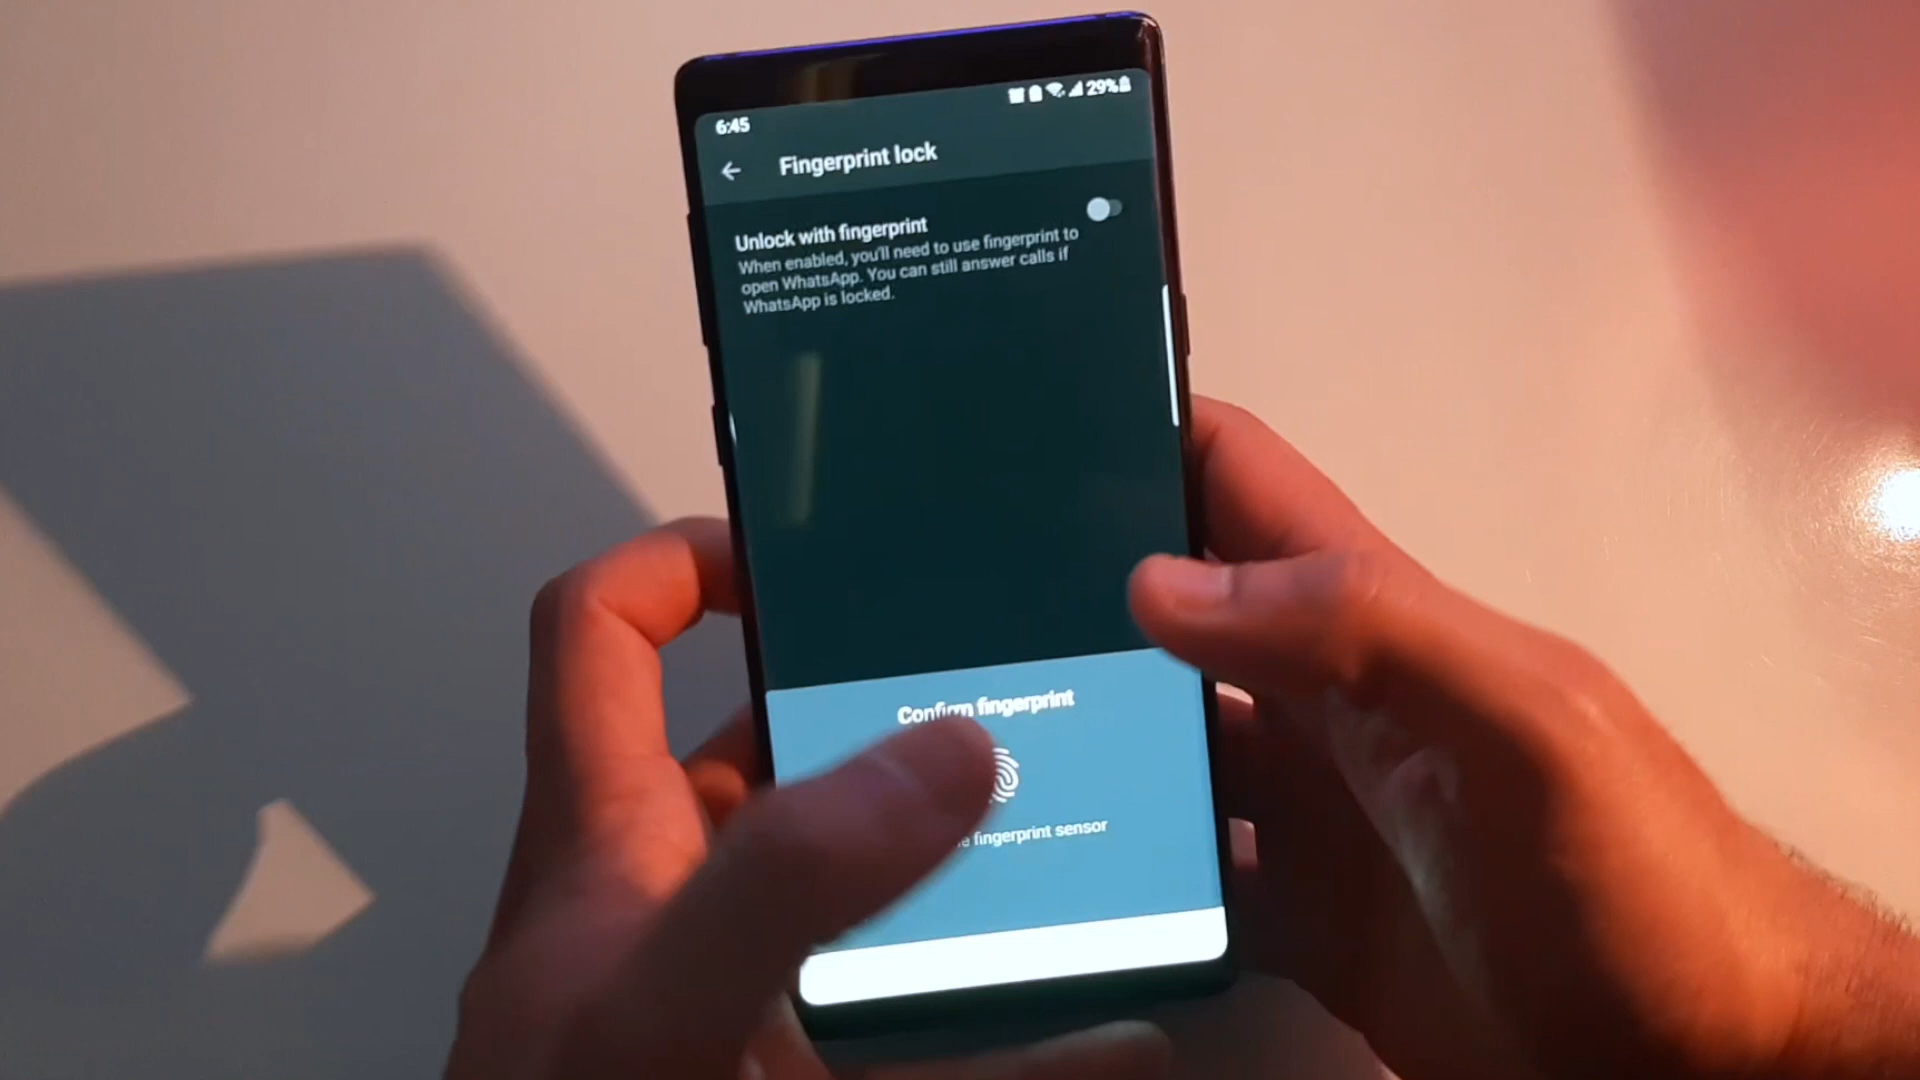 6:45
29%
Fingerprint lock
Unlock with fingerprint
When enabled, you'll need to use fingerprint to
open WhatsApp. You can still answer calls if
WhatsApp is locked.
Confirm fingerprint
fingerprint sensor